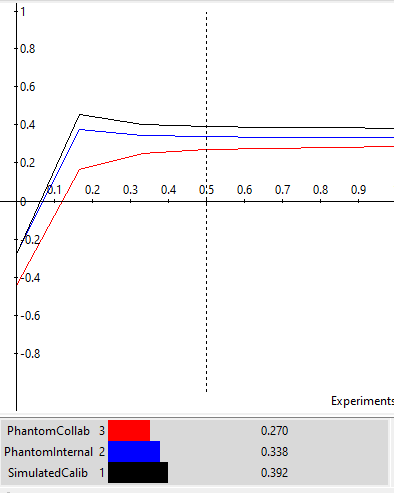 1
0.8
0.6
0.4
0.2
0.1 0.2 0.3 0.4 0.5 0.6 0.7 0.8 0.9
0
-0.2
-0.4
-0.6
-0.8
Experiments
PhantomCollab 3 0.270
PhantomInternal 2 0.338
SimulatedCalib 1 0.392